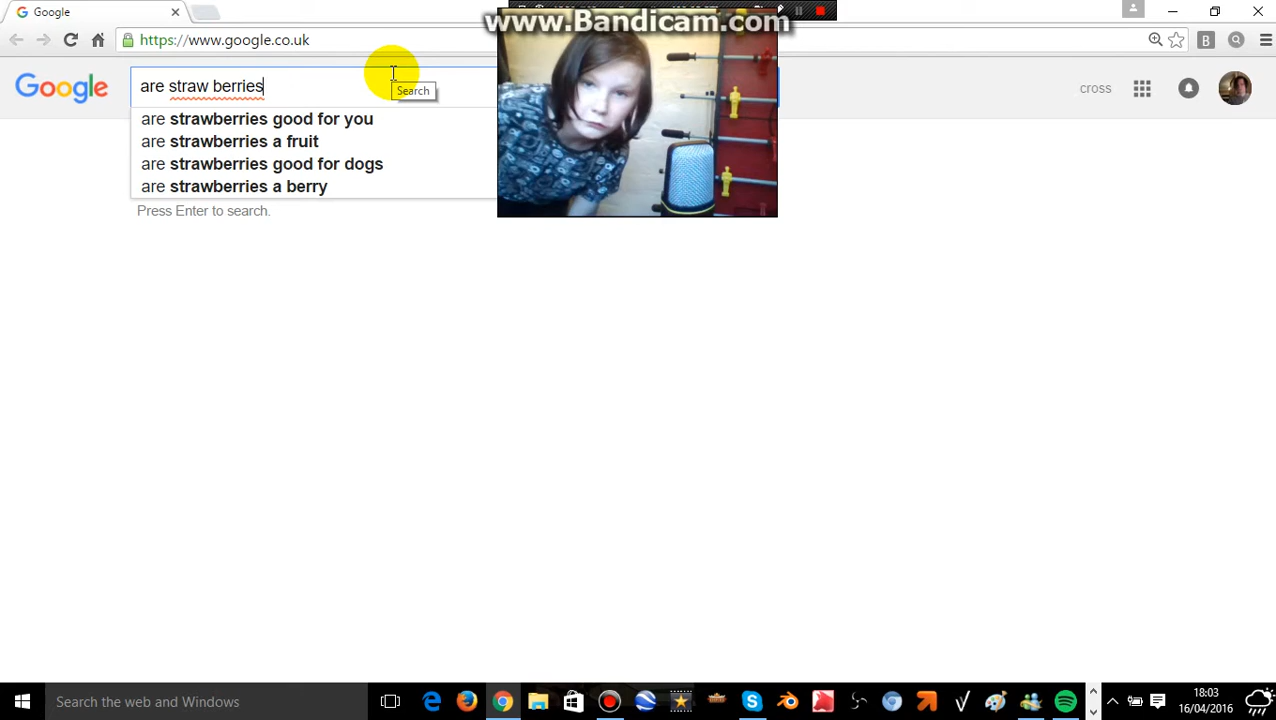 www.Bandicam.com
Google
https://www.google.co.uk
B
Google
are straw berries
Search
cross
are strawberries good for you
are strawberries a fruit
are strawberries good for dogs
are strawberries a berry
Press Enter to search.
Search the web and Windows
18:03
16/04/2016